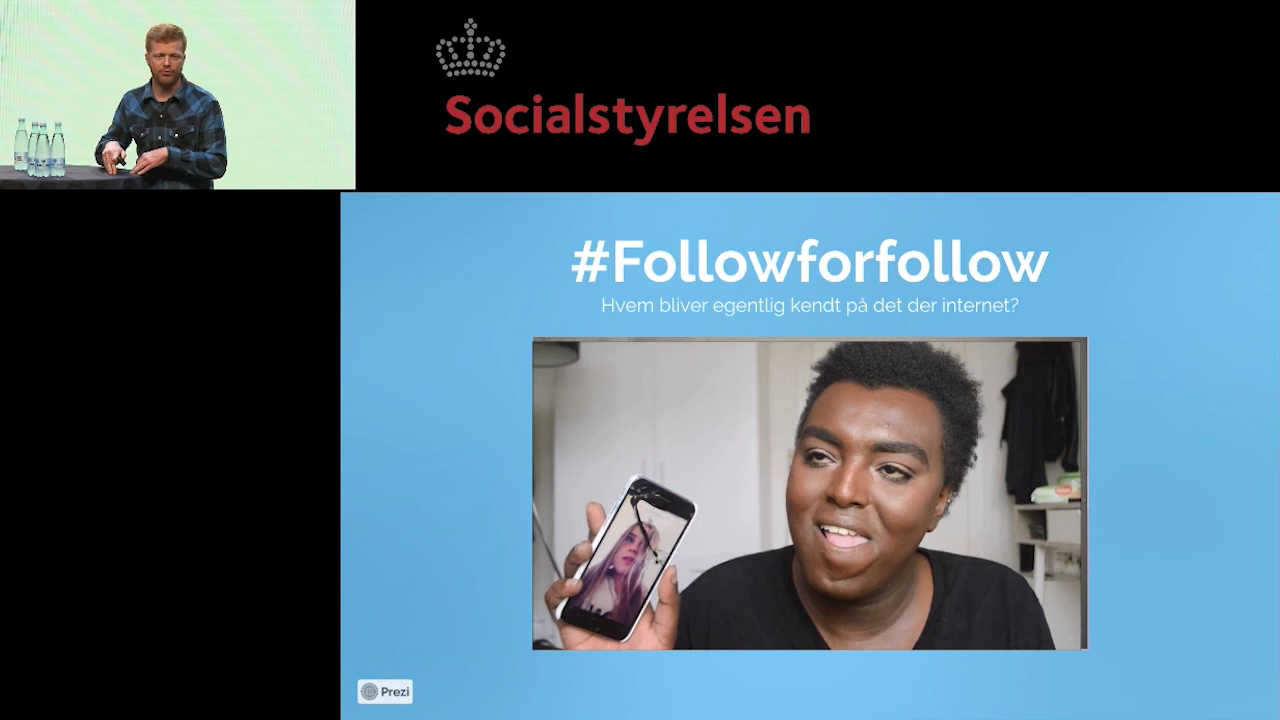 Socialstyrelsen
#Followforfollow
Hvem bliver egentlig kendt på det der internet?
Prezi